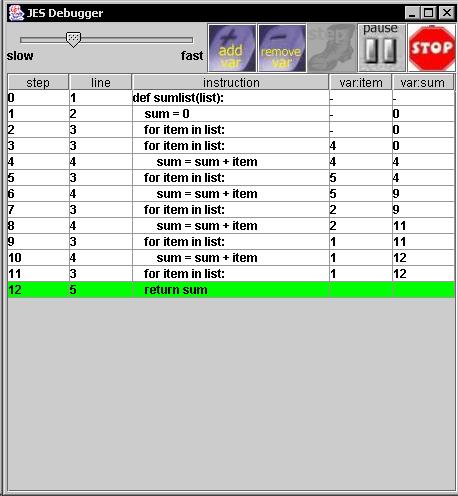 JES Debugger
slow fast + add var - remove var step pause STOP
step line instruction var:item var:sum
0 1 def sumlist(list): - -
1 2 sum = 0 - 0
2 3 for item in list: - 0
3 3 for item in list: 4 0
4 4 sum = sum + item 4 4
5 3 for item in list: 5 4
6 4 sum = sum + item 5 9
7 3 for item in list: 2 9
8 4 sum = sum + item 2 11
9 3 for item in list: 1 11
10 4 sum = sum + item 1 12
11 3 for item in list: 1 12
12 5 return sum